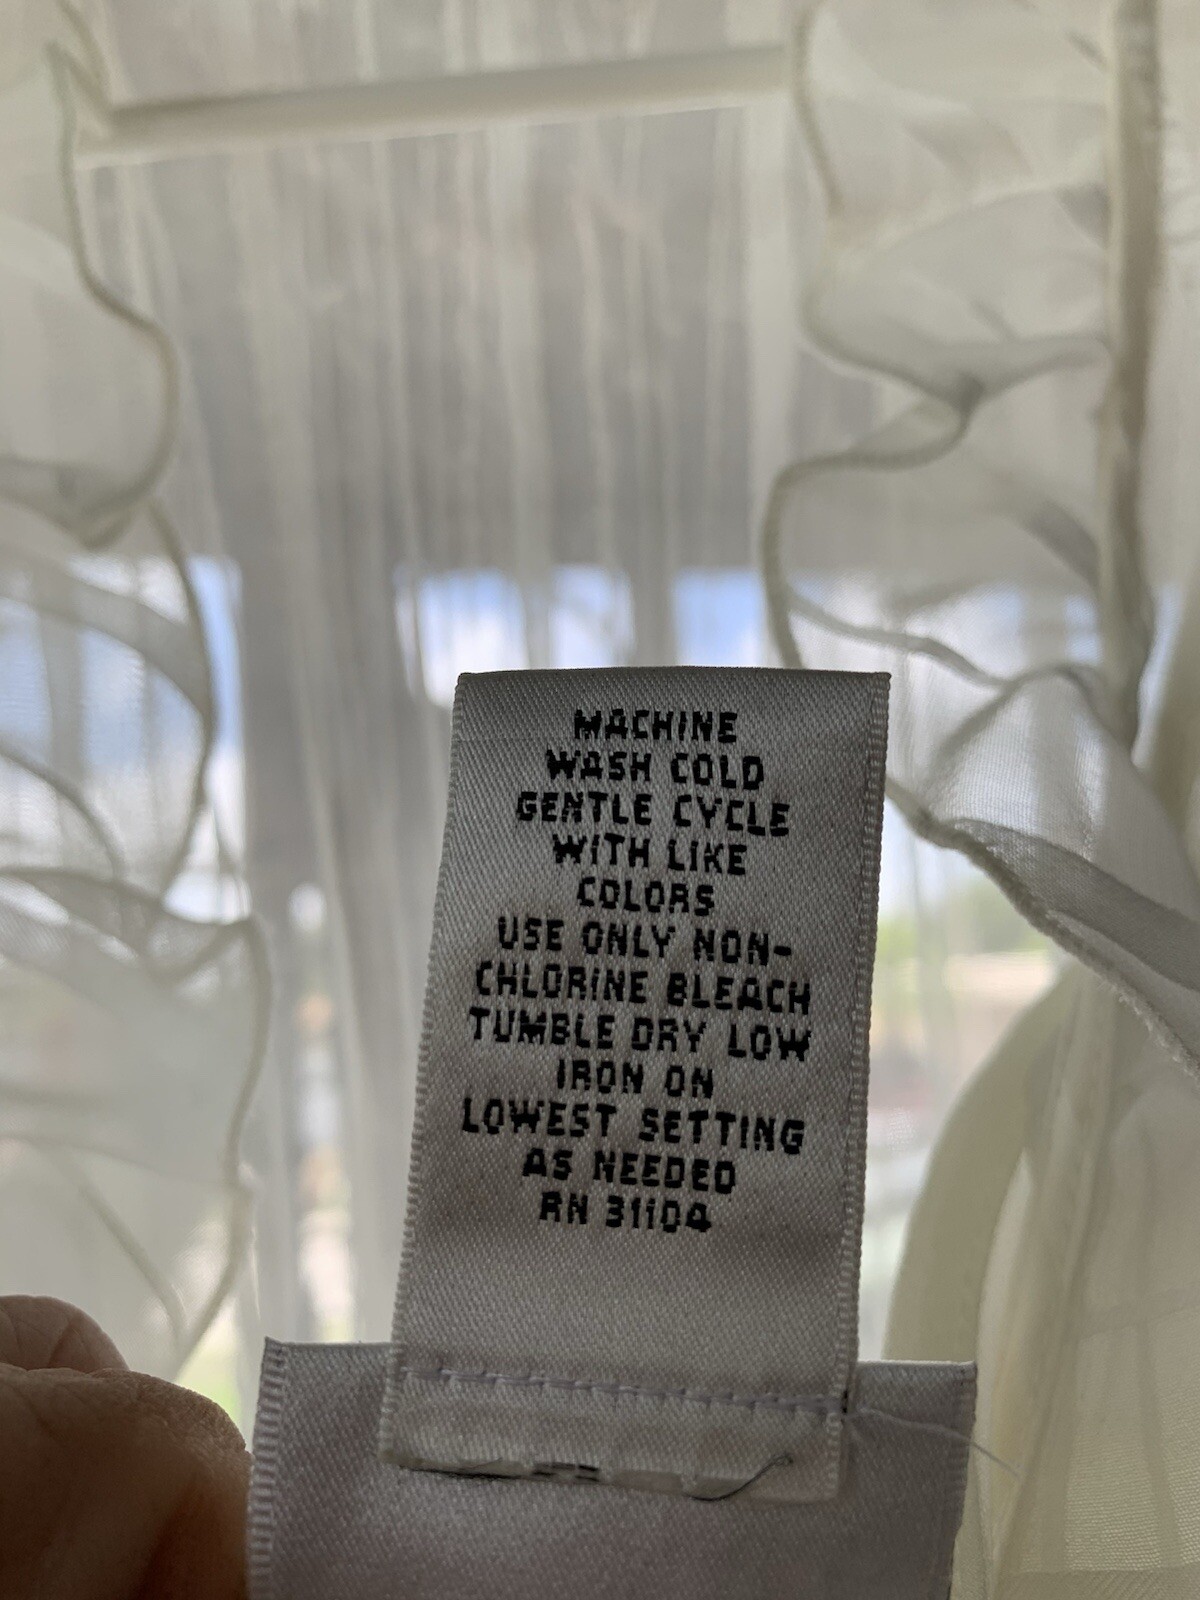 MACHINE
WASH COLD
GENTLE CYCLE
WITH LIKE
COLORS
USE ONLY NON-
CHLORINE BLEACH
TUMBLE DRY LOW
IRON ON
LOWEST SETTING
AS NEEDED
RN 31104